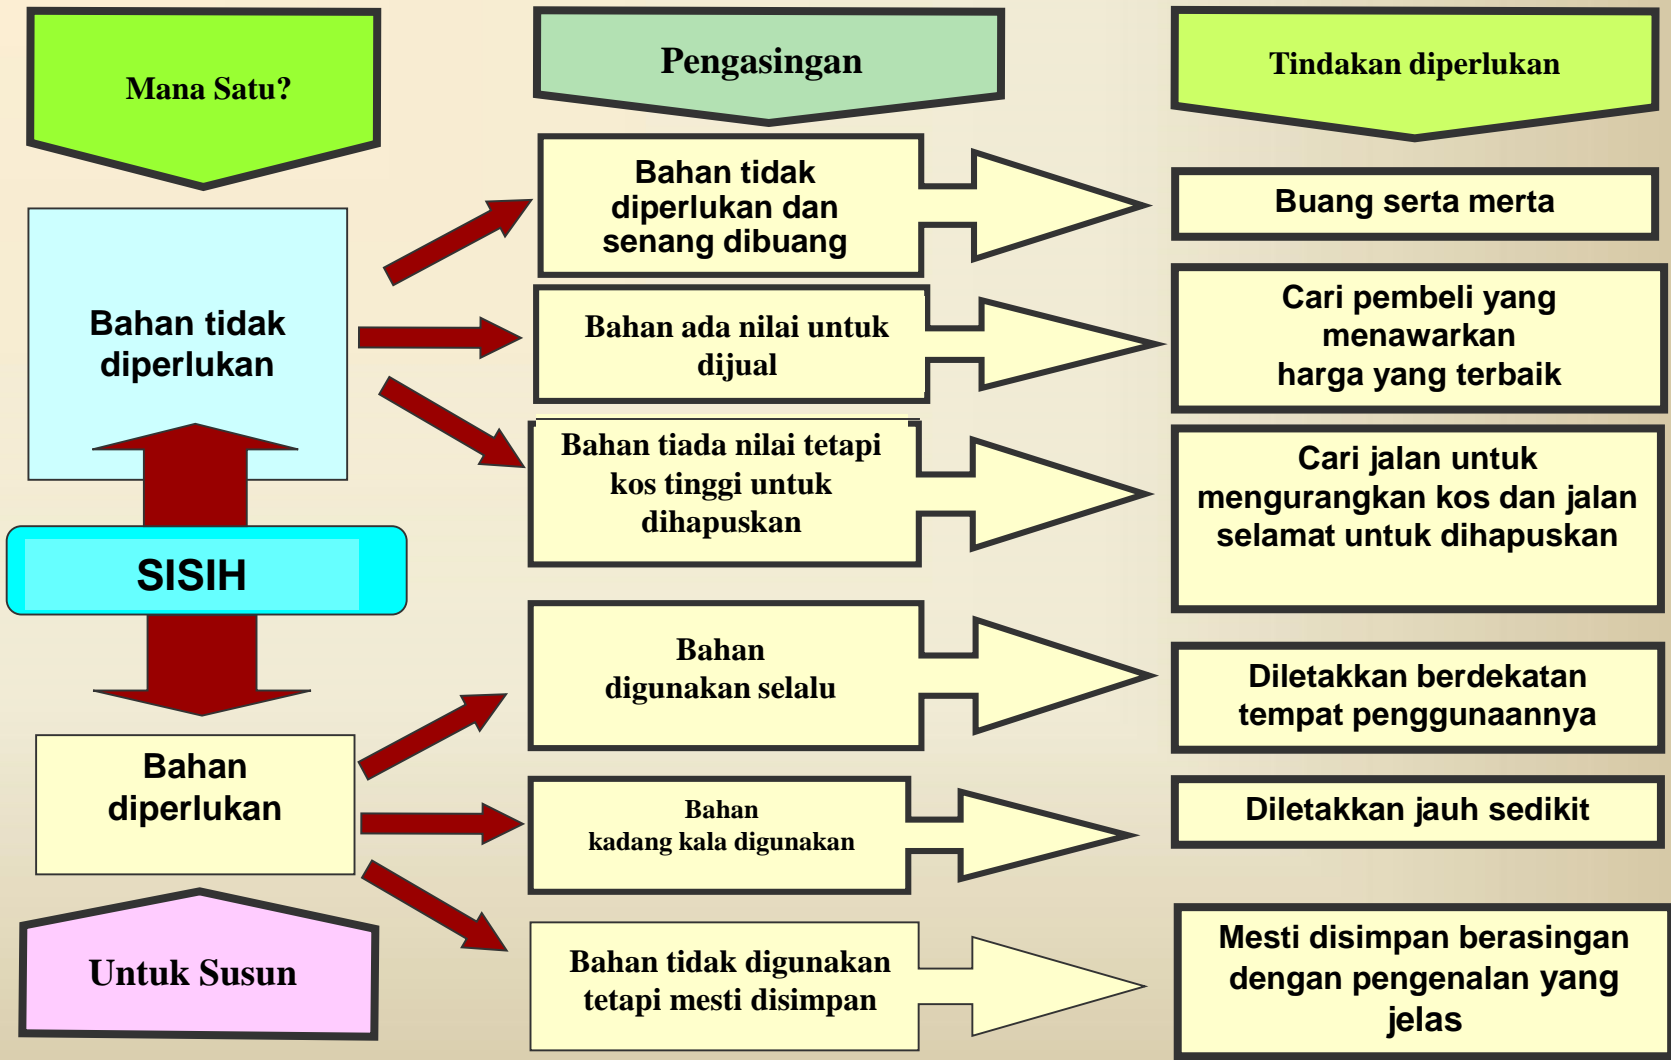 Mana Satu?
Pengasingan
Tindakan diperlukan
Bahan tidak
diperlukan
Bahan tidak
diperlukan dan
senang dibuang
Buang serta merta
Bahan ada nilai untuk
dijual
Cari pembeli yang
menawarkan
harga yang terbaik
Bahan tiada nilai tetapi
kos tinggi untuk
dihapuskan
Cari jalan untuk
mengurangkan kos dan jalan
selamat untuk dihapuskan
SISIH
Bahan
diperlukan
Bahan
digunakan selalu
Diletakkan berdekatan
tempat penggunaannya
Bahan
kadang kala digunakan
Diletakkan jauh sedikit
Bahan tidak digunakan
tetapi mesti disimpan
Mesti disimpan berasingan
dengan pengenalan yang
jelas
Untuk Susun